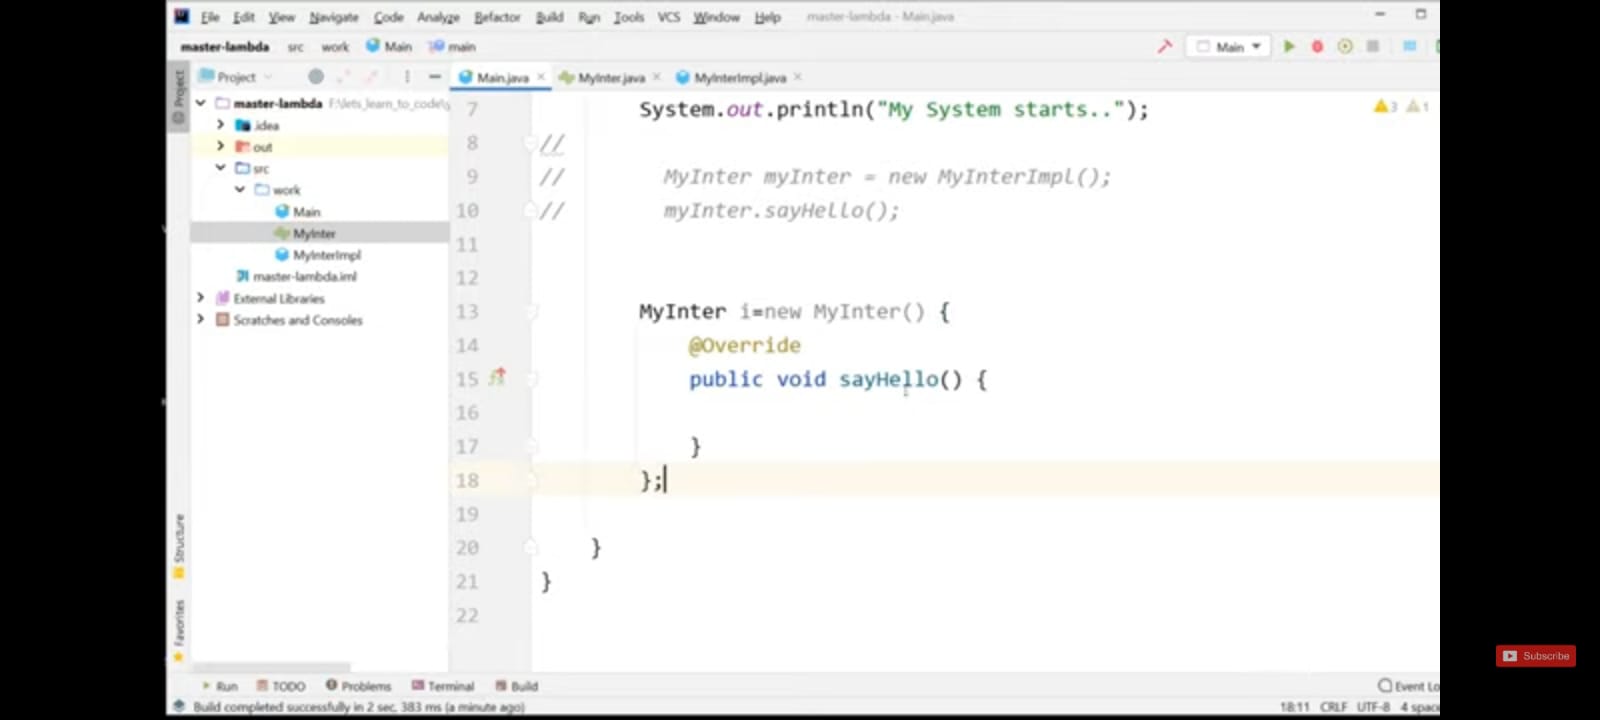 File Edit View Navigate Code Analyze Refactor Build Run Tools VCS Window Help master-lambda - Main.java
master-lambda src work Main main
Main
Project
Project
Main.java MyInter.java MyInterImpl.java
master-lambda
.idea
out
src
work
Main
MyInter
MyInterImpl
master-lambda.iml
External Libraries
Scratches and Consoles
7 System.out.println("My System starts..");
3 1
8 //
9 // MyInter myInter = new MyInterImpl();
10 // myInter.sayHello();
11
12
13 MyInter i=new MyInter() {
14 @Override
15 public void sayHello() {
16
17 }
18 };
19
20 }
21 }
22
Structure
Favorites
Subscribe
Run TODO Problems Terminal Build Event Lo
Build completed successfully in 2 sec, 383 ms (a minute ago) 18:11 CRLF UTF-8 4 spac